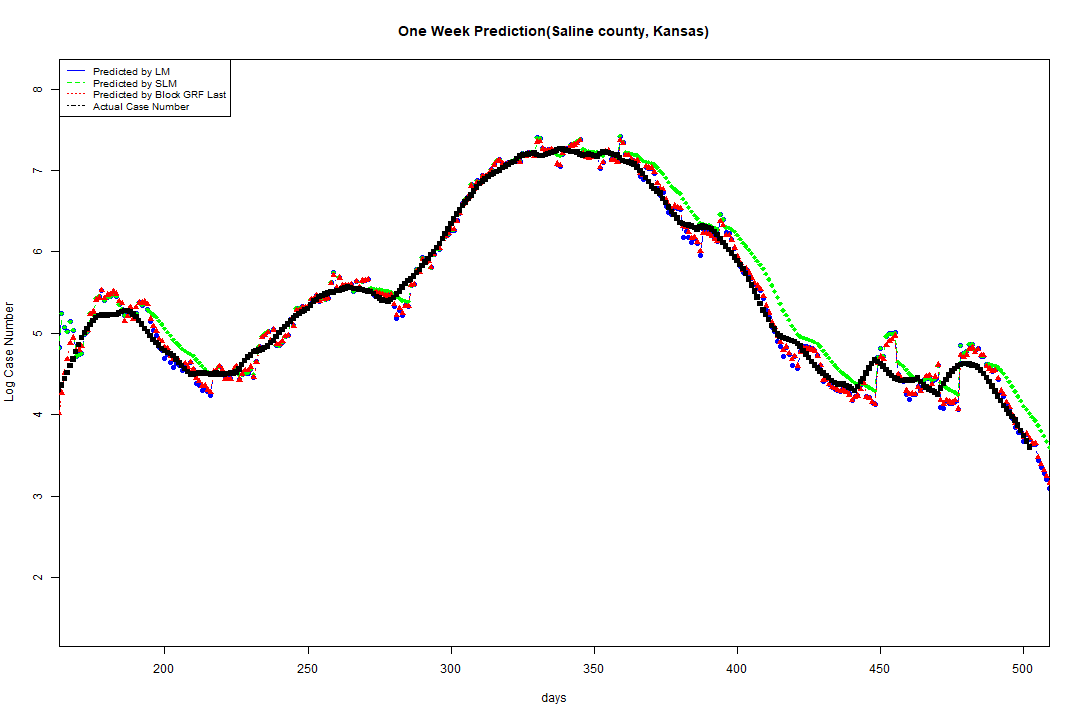 One Week Prediction(Saline county, Kansas)
Predicted by LM
Predicted by SLM
Predicted by Block GRF Last
Actual Case Number
8
7
6
5
4
3
2
Log Case Number
200 250 300 350 400 450 500
days